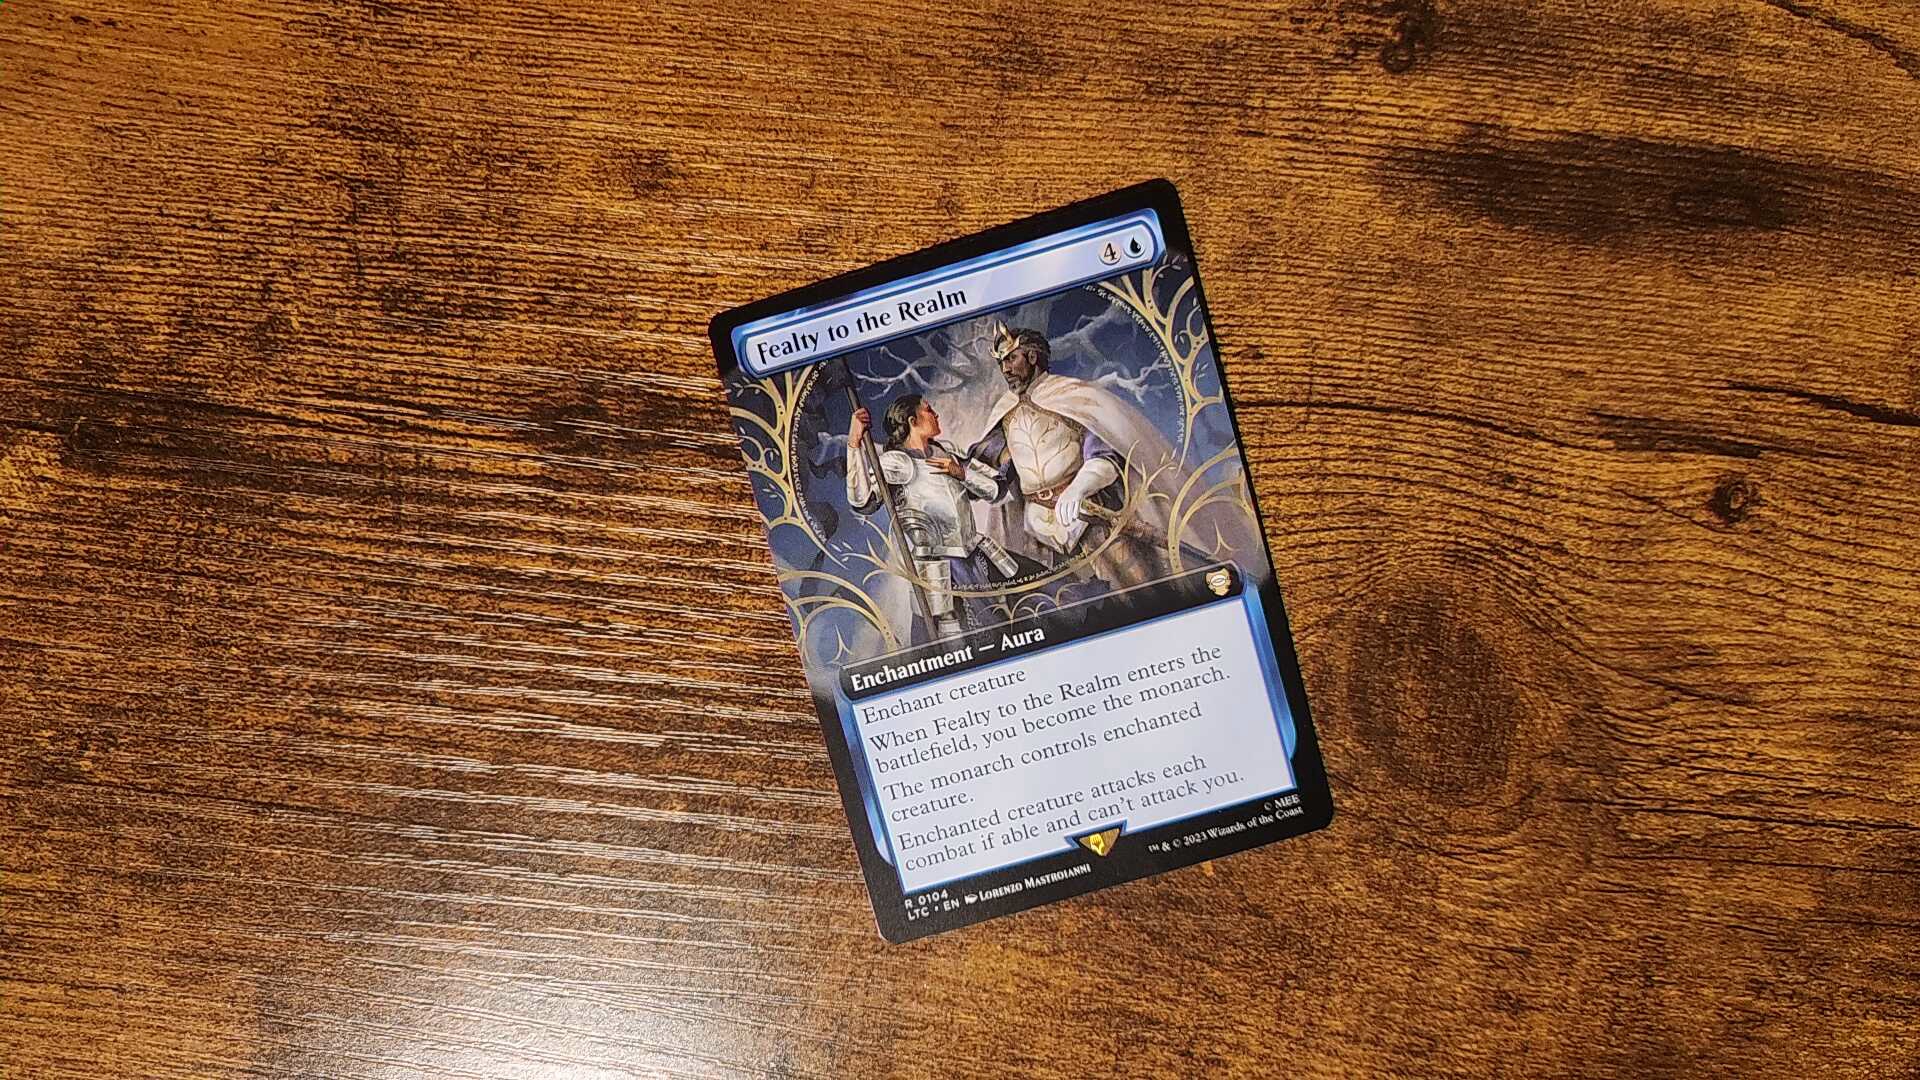 Fealty to the Realm
4
Enchantment — Aura
Enchant creature
When Fealty to the Realm enters the
battlefield, you become the monarch.
The monarch controls enchanted
creature.
Enchanted creature attacks each
combat if able and can't attack you.
R 0104
LTC • EN Lorenzo Mastroianni
© MEE
™ & © 2023 Wizards of the Coast